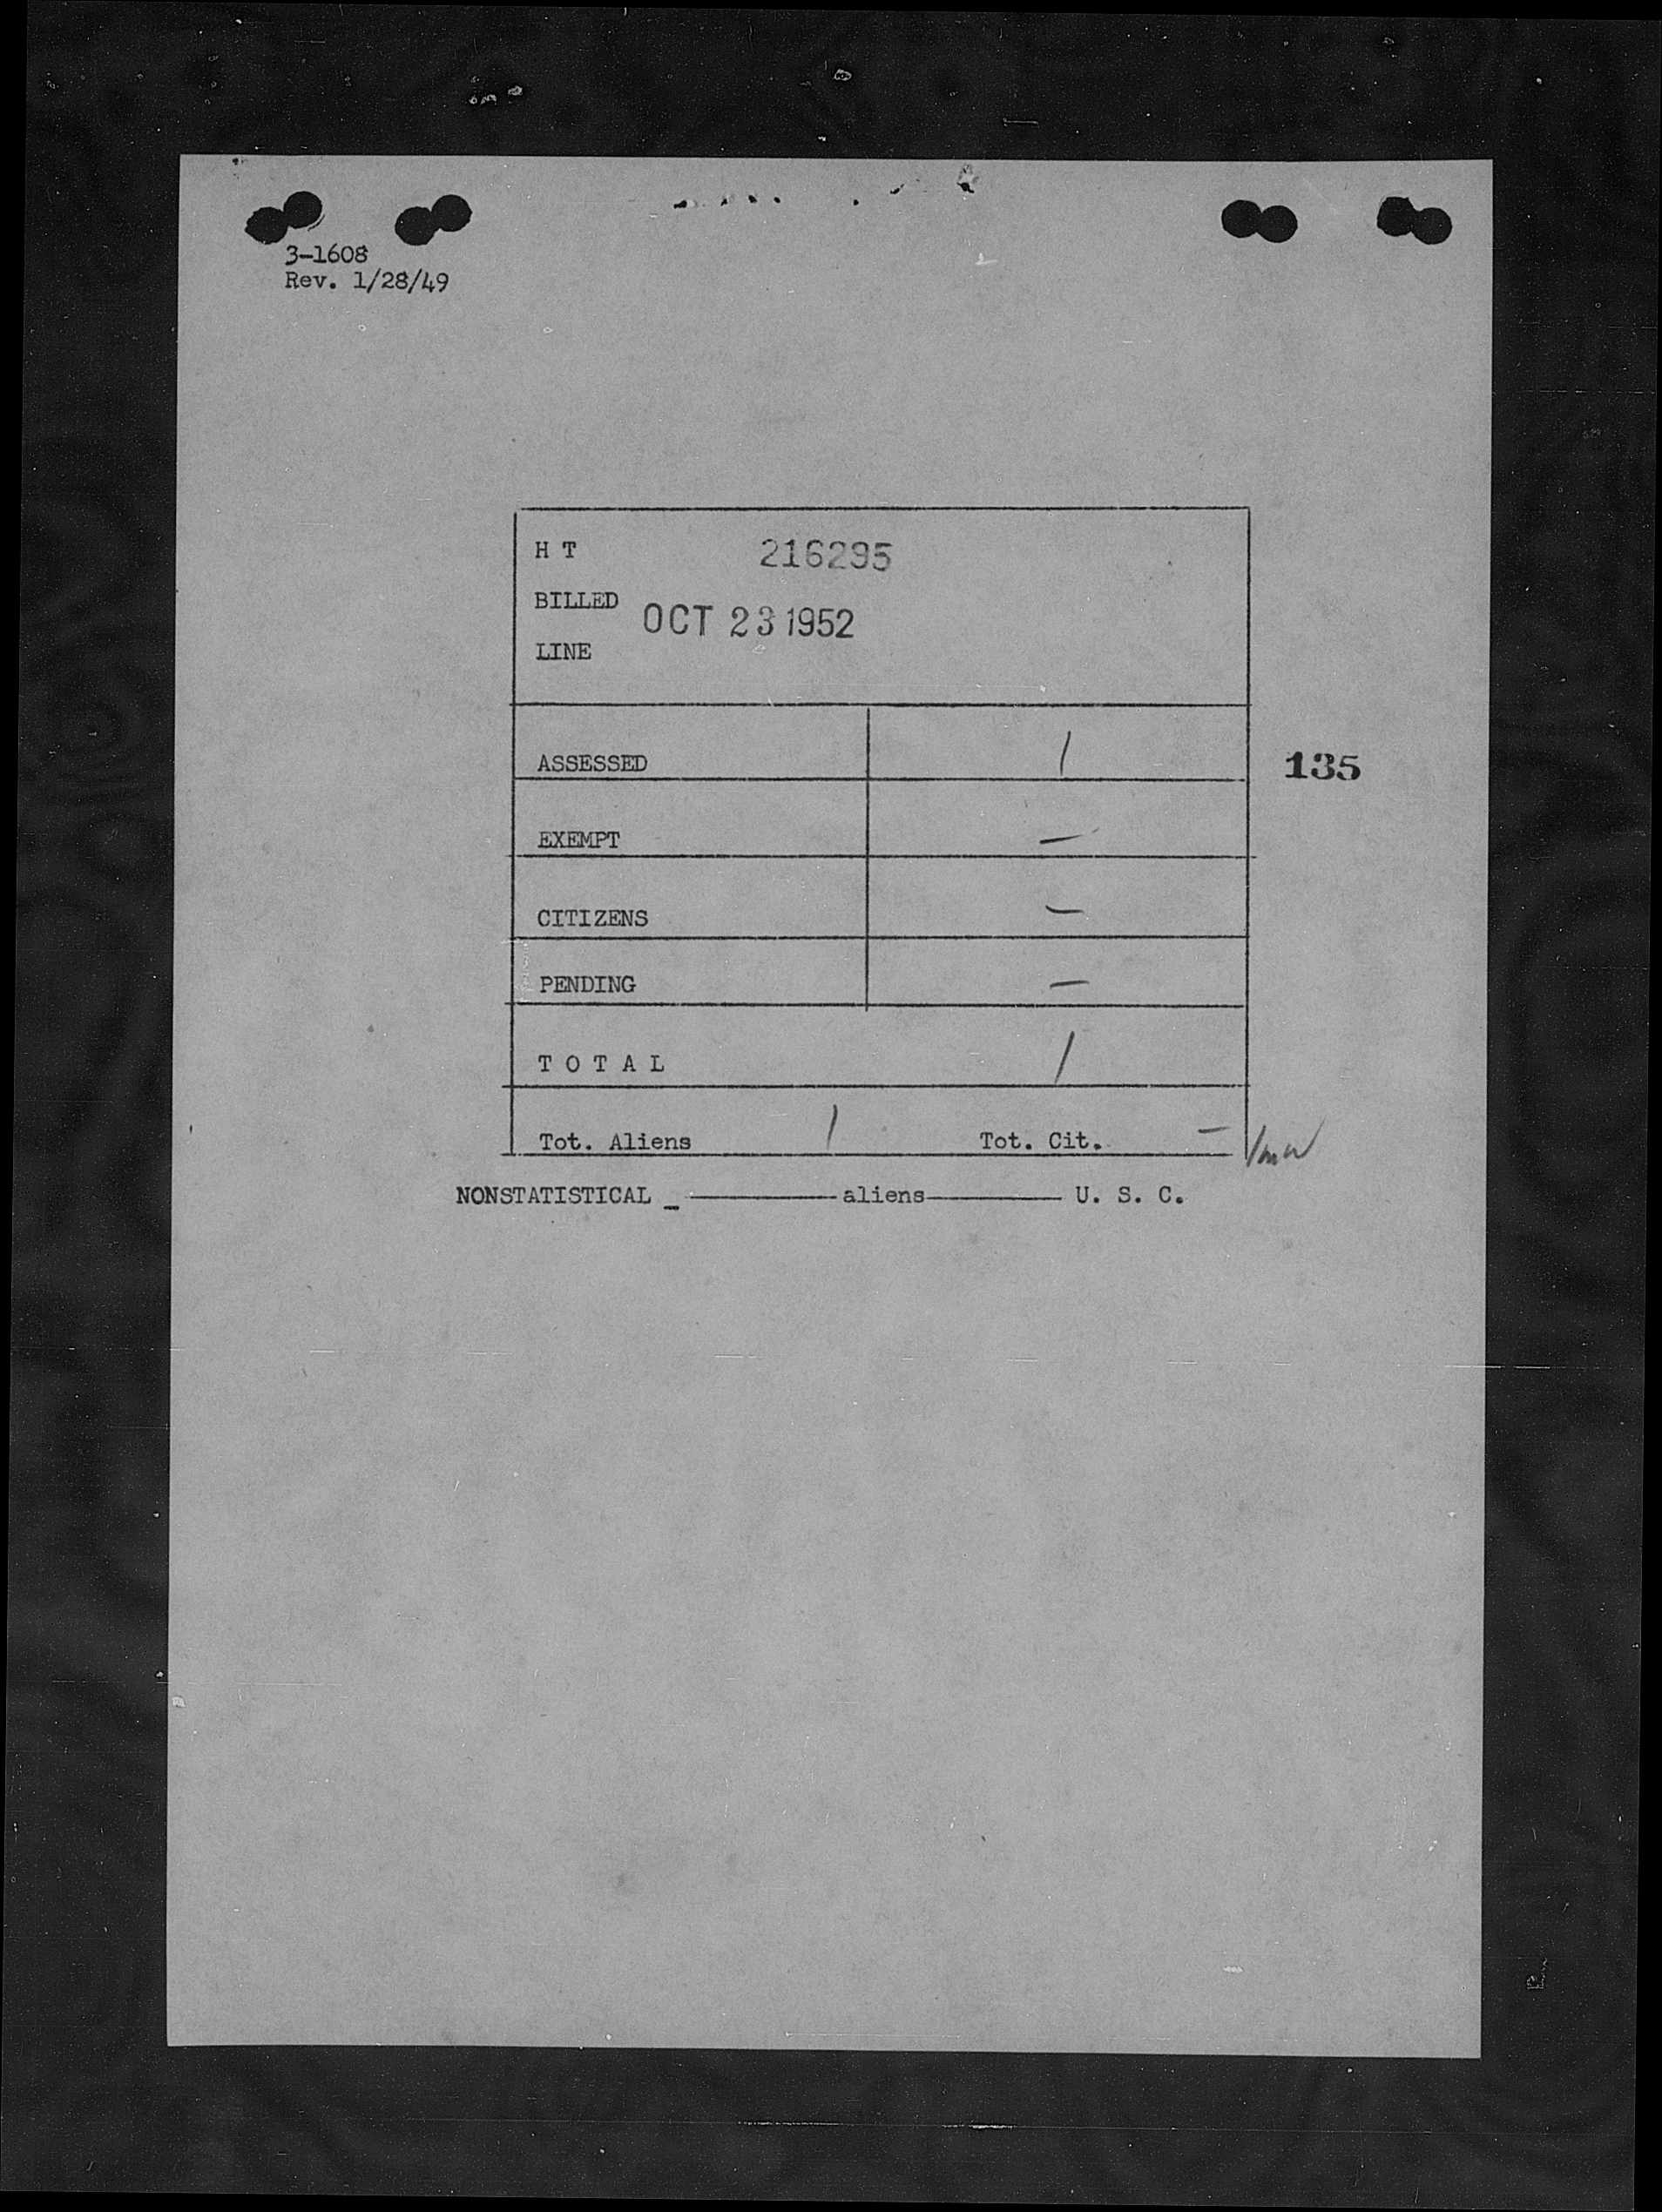 3-1608
Rev. 1/28/49
H T 216295
BILLED OCT 23 1952
LINE
ASSESSED 1
135
EXEMPT —
CITIZENS —
PENDING —
T O T A L 1
Tot. Aliens 1 Tot. Cit. —
NONSTATISTICAL _ ————aliens———— U. S. C.